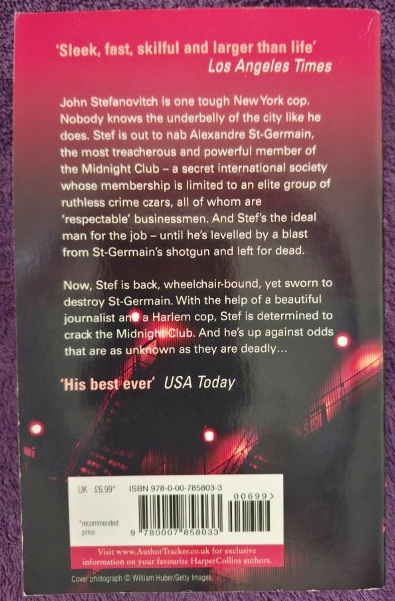 ‘Sleek, fast, skilful and larger than life’
Los Angeles Times
John Stefanovitch is one tough New York cop.
Nobody knows the underbelly of the city like he
does. Stef is out to nab Alexandre St-Germain,
the most treacherous and powerful member of
the Midnight Club – a secret international society
whose membership is limited to an elite group of
ruthless crime czars, all of whom are
‘respectable’ businessmen. And Stef’s the ideal
man for the job – until he’s levelled by a blast
from St-Germain’s shotgun and left for dead.
Now, Stef is back, wheelchair-bound, yet sworn to
destroy St-Germain. With the help of a beautiful
journalist and a Harlem cop, Stef is determined to
crack the Midnight Club. And he’s up against odds
that are as unknown as they are deadly…
‘His best ever’ USA Today
UK £6.99* ISBN 978-0-00-785803-3
00699>
*recommended
price
9 780007 858033
Visit www.AuthorTracker.co.uk for exclusive
information on your favourite HarperCollins authors.
Cover photograph © William Huber/Getty Images